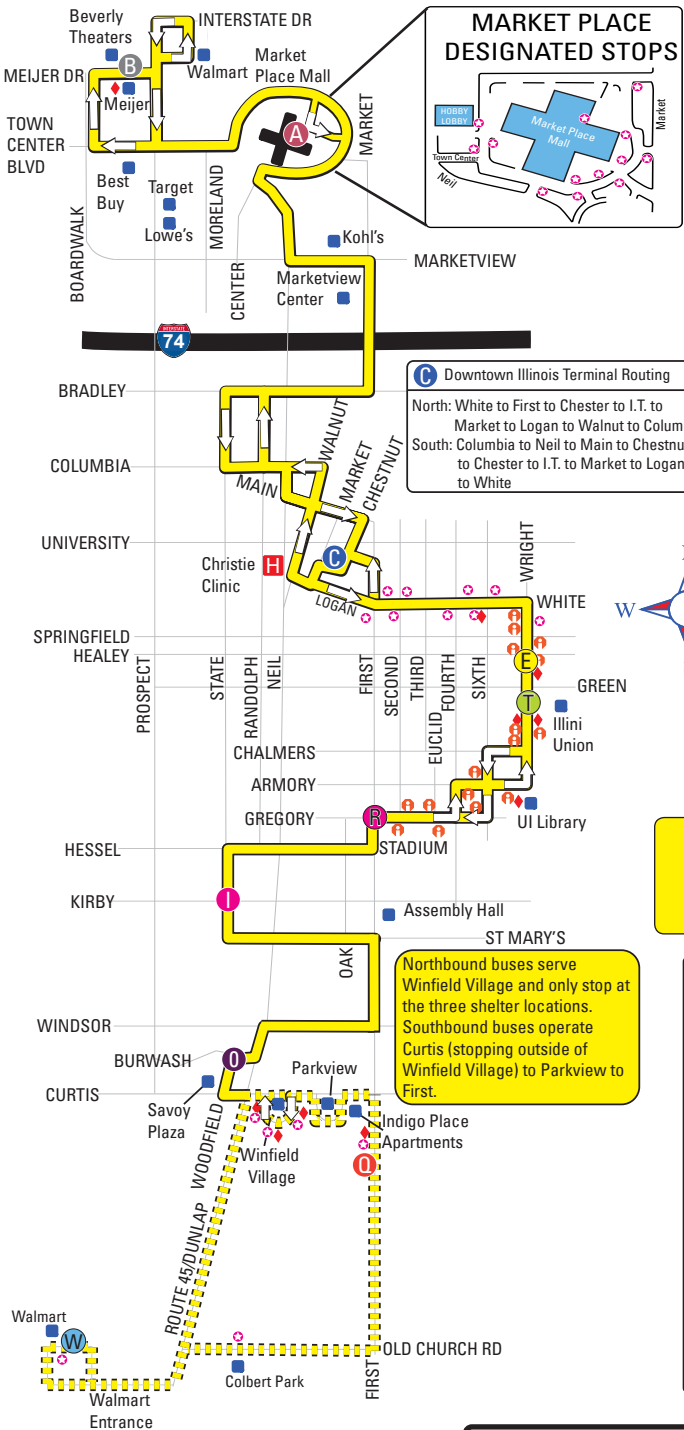 Beverly
Theaters
INTERSTATE DR
B
MEIJER DR
Walmart
Meijer
Market
Place Mall
A
MARKET
TOWN
CENTER
BLVD
Best
Buy
Target
Lowe's
BOARDWALK
MORELAND
CENTER
Kohl's
MARKETVIEW
Marketview
Center
MARKET PLACE
DESIGNATED STOPS
HOBBY
LOBBY
Market Place
Mall
Market
Town Center
Neil
INTERSTATE
74
C Downtown Illinois Terminal Routing
North: White to First to Chester to I.T. to
Market to Logan to Walnut to Colum
South: Columbia to Neil to Main to Chestnu
to Chester to I.T. to Market to Logan
to White
BRADLEY
COLUMBIA
MAIN
WALNUT
MARKET
CHESTNUT
UNIVERSITY
Christie
Clinic
H
C
LOGAN
WRIGHT
WHITE
W
SPRINGFIELD
HEALEY
E
PROSPECT
STATE
RANDOLPH
NEIL
FIRST
SECOND
THIRD
EUCLID
FOURTH
SIXTH
GREEN
T
Illini
Union
CHALMERS
ARMORY
GREGORY
R
UI Library
STADIUM
HESSEL
KIRBY
I
Assembly Hall
OAK
ST MARY'S
Northbound buses serve
Winfield Village and only stop at
the three shelter locations.
Southbound buses operate
Curtis (stopping outside of
Winfield Village) to Parkview to
First.
WINDSOR
BURWASH
O
CURTIS
Savoy
Plaza
Parkview
Indigo Place
Apartments
Winfield
Village
Q
WOODFIELD
ROUTE 45/DUNLAP
Walmart
W
OLD CHURCH RD
Colbert Park
FIRST
Walmart
Entrance